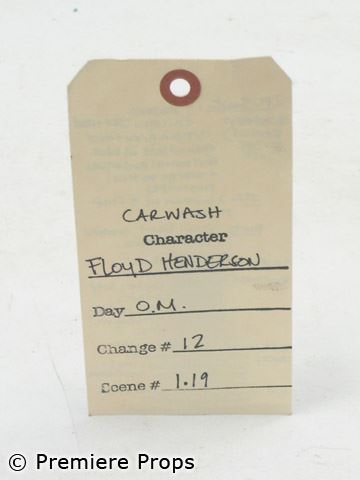 CARWASH
Character
FLOYD HENDERSON
Day O.M.
Change # 12
Scene # 1.19
© Premiere Props